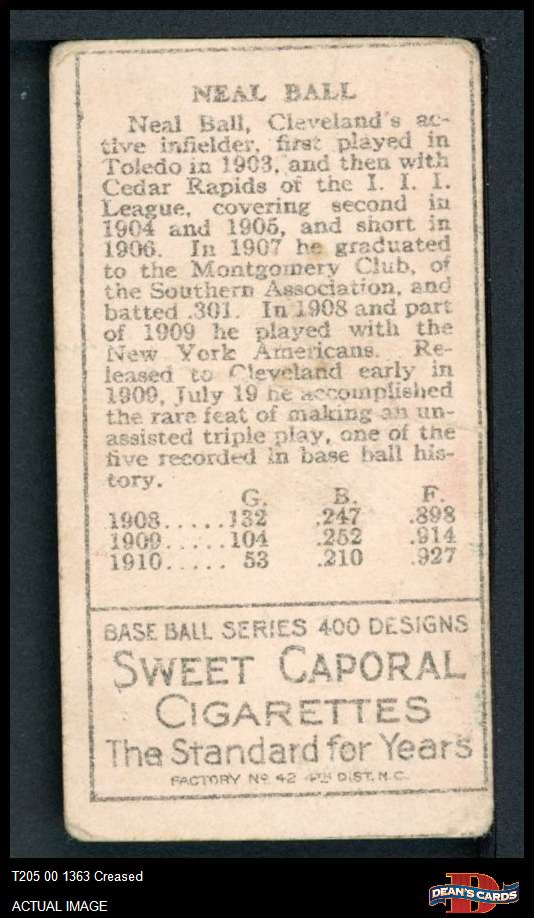 NEAL BALL
Neal Ball, Cleveland's ac-
tive infielder, first played in
Toledo in 1903, and then with
Cedar Rapids of the I. I. I.
League, covering second in
1904 and 1905, and short in
1906. In 1907 he graduated
to the Montgomery Club, of
the Southern Association, and
batted .301. In 1908 and part
of 1909 he played with the
New York Americans. Re-
leased to Cleveland early in
1909, July 19 he accomplished
the rare feat of making an un-
assisted triple play, one of the
five recorded in base ball his-
tory.
G. B. F.
1908.....132 .247 .898
1909.....104 .252 .914
1910..... 53 .210 .927
BASE BALL SERIES 400 DESIGNS
SWEET CAPORAL
CIGARETTES
The Standard for Years
FACTORY No 42 4TH DIST. N.C.
T205 00 1363 Creased
ACTUAL IMAGE
D
DEAN'S CARDS